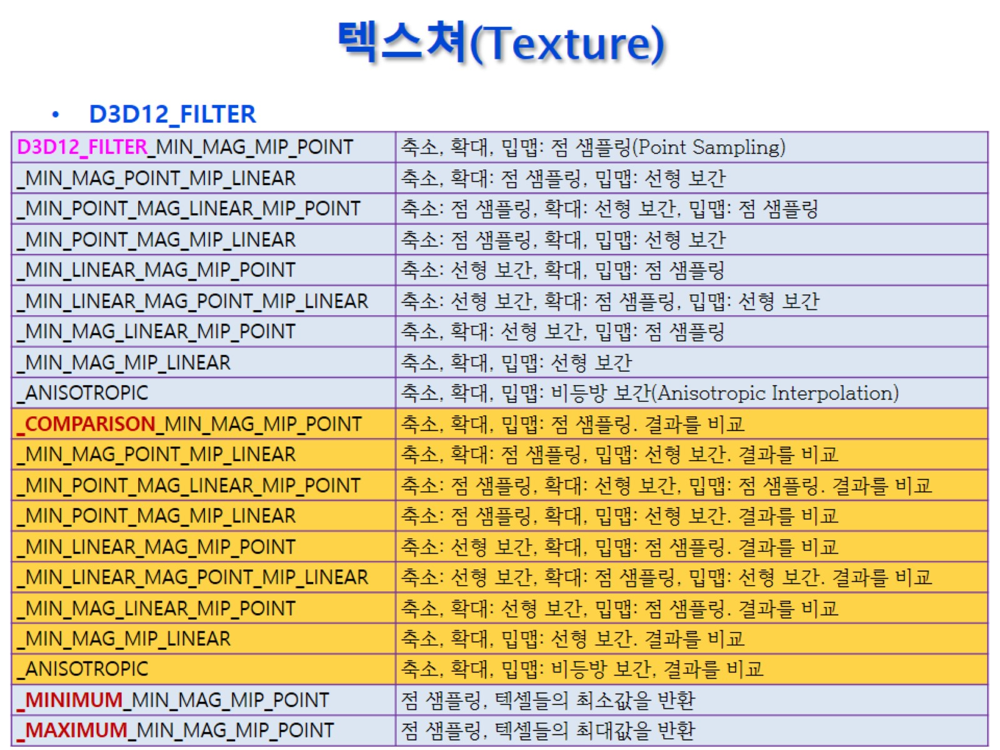 텍스쳐(Texture)
• D3D12_FILTER
D3D12_FILTER_MIN_MAG_MIP_POINT 축소, 확대, 밉맵: 점 샘플링(Point Sampling)
_MIN_MAG_POINT_MIP_LINEAR 축소, 확대: 점 샘플링, 밉맵: 선형 보간
_MIN_POINT_MAG_LINEAR_MIP_POINT 축소: 점 샘플링, 확대: 선형 보간, 밉맵: 점 샘플링
_MIN_POINT_MAG_MIP_LINEAR 축소: 점 샘플링, 확대, 밉맵: 선형 보간
_MIN_LINEAR_MAG_MIP_POINT 축소: 선형 보간, 확대, 밉맵: 점 샘플링
_MIN_LINEAR_MAG_POINT_MIP_LINEAR 축소: 선형 보간, 확대: 점 샘플링, 밉맵: 선형 보간
_MIN_MAG_LINEAR_MIP_POINT 축소, 확대: 선형 보간, 밉맵: 점 샘플링
_MIN_MAG_MIP_LINEAR 축소, 확대, 밉맵: 선형 보간
_ANISOTROPIC 축소, 확대, 밉맵: 비등방 보간(Anisotropic Interpolation)
_COMPARISON_MIN_MAG_MIP_POINT 축소, 확대, 밉맵: 점 샘플링. 결과를 비교
_MIN_MAG_POINT_MIP_LINEAR 축소, 확대: 점 샘플링, 밉맵: 선형 보간. 결과를 비교
_MIN_POINT_MAG_LINEAR_MIP_POINT 축소: 점 샘플링, 확대: 선형 보간, 밉맵: 점 샘플링. 결과를 비교
_MIN_POINT_MAG_MIP_LINEAR 축소: 점 샘플링, 확대, 밉맵: 선형 보간. 결과를 비교
_MIN_LINEAR_MAG_MIP_POINT 축소: 선형 보간, 확대, 밉맵: 점 샘플링. 결과를 비교
_MIN_LINEAR_MAG_POINT_MIP_LINEAR 축소: 선형 보간, 확대: 점 샘플링, 밉맵: 선형 보간. 결과를 비교
_MIN_MAG_LINEAR_MIP_POINT 축소, 확대: 선형 보간, 밉맵: 점 샘플링. 결과를 비교
_MIN_MAG_MIP_LINEAR 축소, 확대, 밉맵: 선형 보간. 결과를 비교
_ANISOTROPIC 축소, 확대, 밉맵: 비등방 보간, 결과를 비교
_MINIMUM_MIN_MAG_MIP_POINT 점 샘플링, 텍셀들의 최소값을 반환
_MAXIMUM_MIN_MAG_MIP_POINT 점 샘플링, 텍셀들의 최대값을 반환